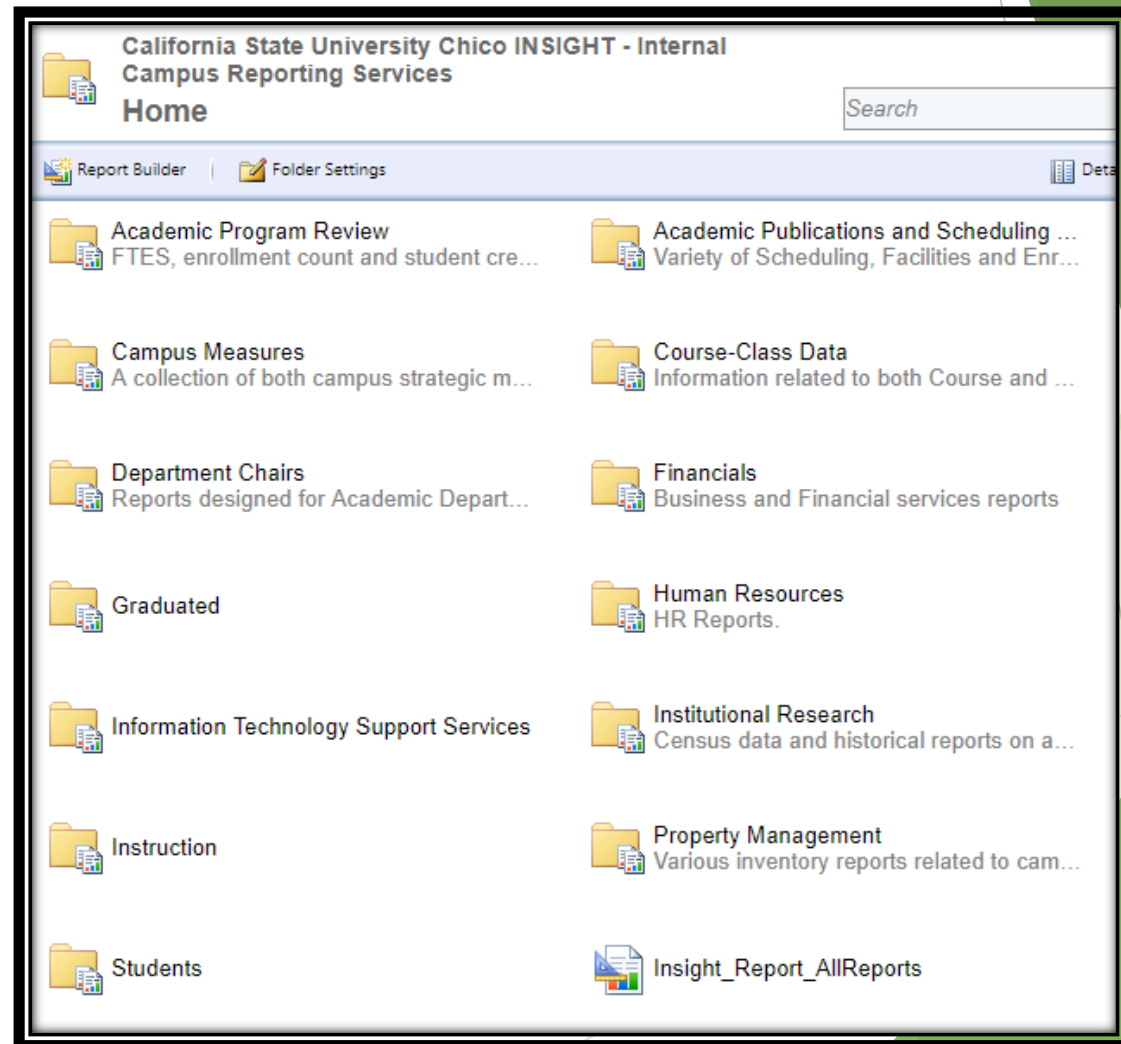 California State University Chico INSIGHT - Internal
Campus Reporting Services
Home
Search
Report Builder
Folder Settings
Deta
Academic Program Review
FTES, enrollment count and student cre...
Academic Publications and Scheduling ...
Variety of Scheduling, Facilities and Enr...
Campus Measures
A collection of both campus strategic m...
Course-Class Data
Information related to both Course and ...
Department Chairs
Reports designed for Academic Depart...
Financials
Business and Financial services reports
Graduated
Human Resources
HR Reports.
Information Technology Support Services
Institutional Research
Census data and historical reports on a...
Instruction
Property Management
Various inventory reports related to cam...
Students
Insight_Report_AllReports